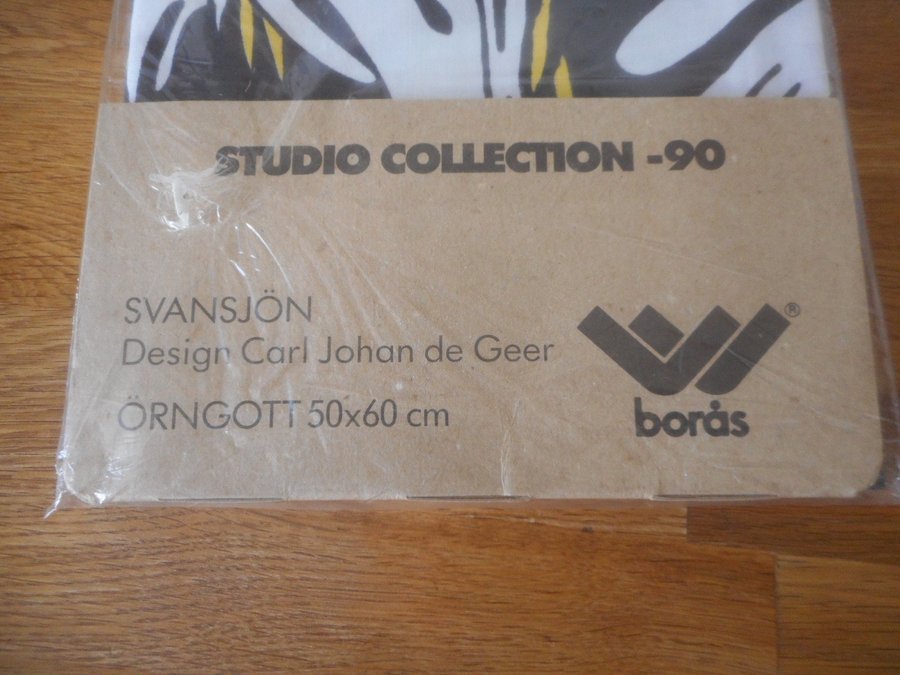 STUDIO COLLECTION -90
SVANSJÖN
Design Carl Johan de Geer
ÖRNGOTT 50x60 cm
®
borås